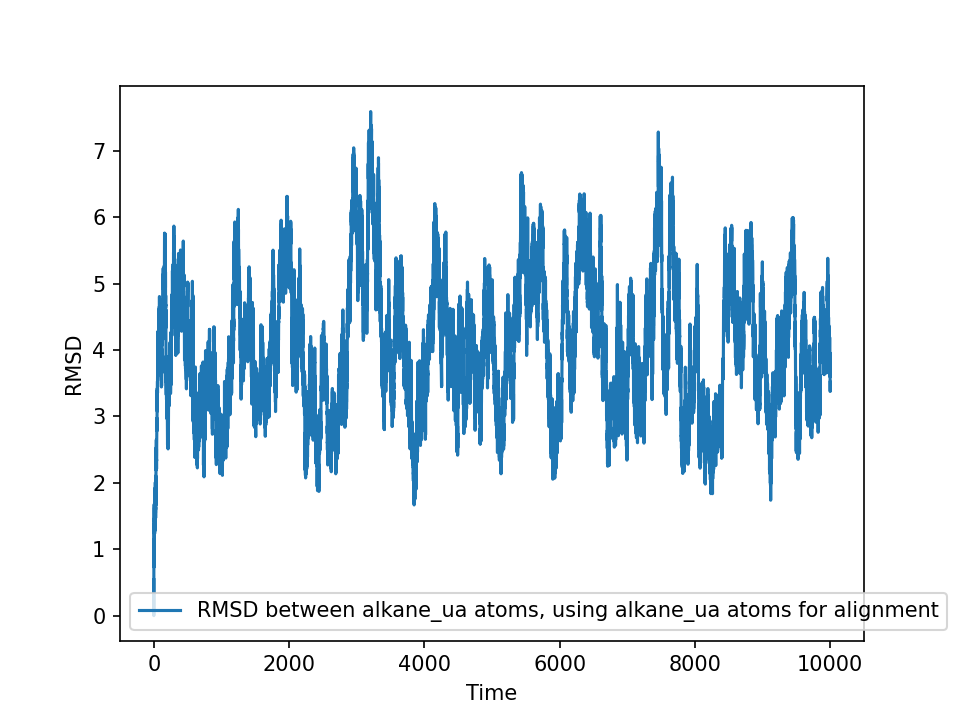 7
6
5
4
3
2
1
0
RMSD
RMSD between alkane_ua atoms, using alkane_ua atoms for alignment
0 2000 4000 6000 8000 10000
Time